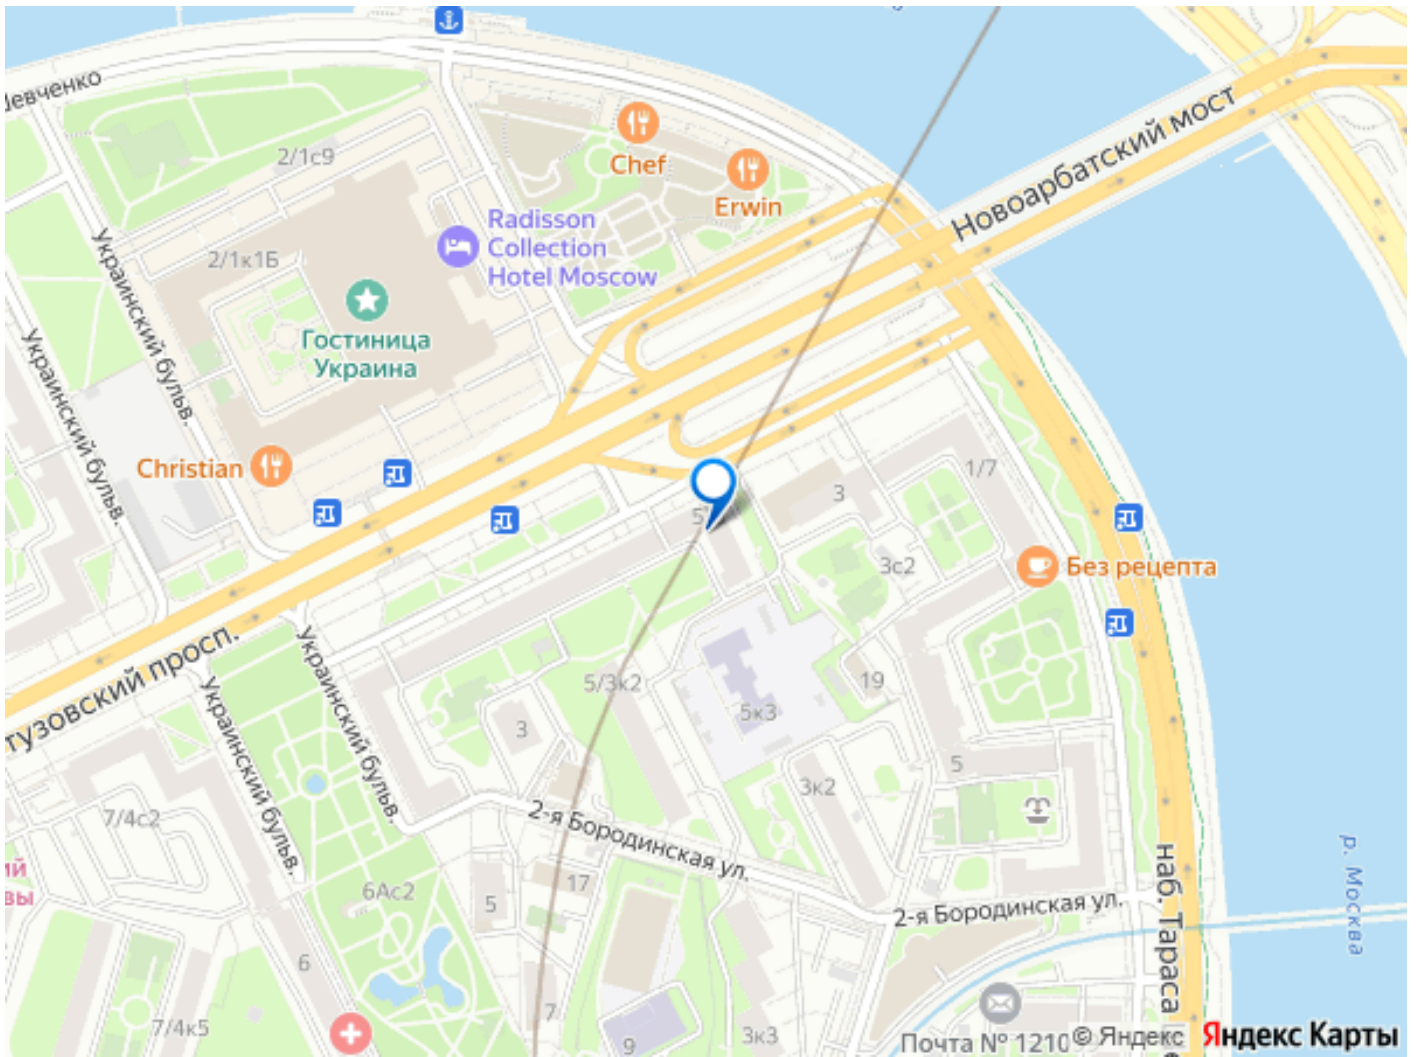 Шевченко
2/1с9
Chef
Erwin
Новоарбатский мост
Radisson
Collection
Hotel Moscow
2/1к1Б
Украинский бульв.
Гостиница
Украина
Украинский бульв.
Christian
1/7
3
5
3с2
Без рецепта
тузовский просп.
Украинский бульв.
Украинский бульв.
5/3к2
19
5к3
3
5
3к2
7/4с2
2-я Бородинская ул.
ий
вы
6Ас2
17
5
2-я Бородинская ул.
наб. Тараса
р. Москва
6
7
7/4к5
9
3к3
Почта № 1210
© Яндекс
Яндекс Карты